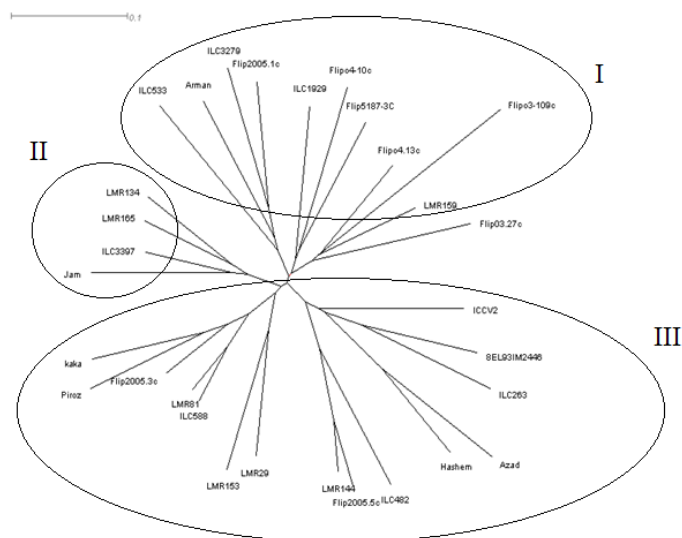 0.1
ILC3279
Flip2005.1c
Arman
ILC533
ILC1929
Flipo4-10c
Flip5187-3C
Flipo3-109c
Flipo4.13c
I
II
LMR134
LMR165
ILC3397
Jam
LMR159
Flip03.27c
ICCV2
III
8EL93IM2446
ILC263
kaka
Piroz
Flip2005.3c
LMR81
ILC588
LMR29
LMR153
LMR144
Flip2005.5c
ILC482
Hashem
Azad